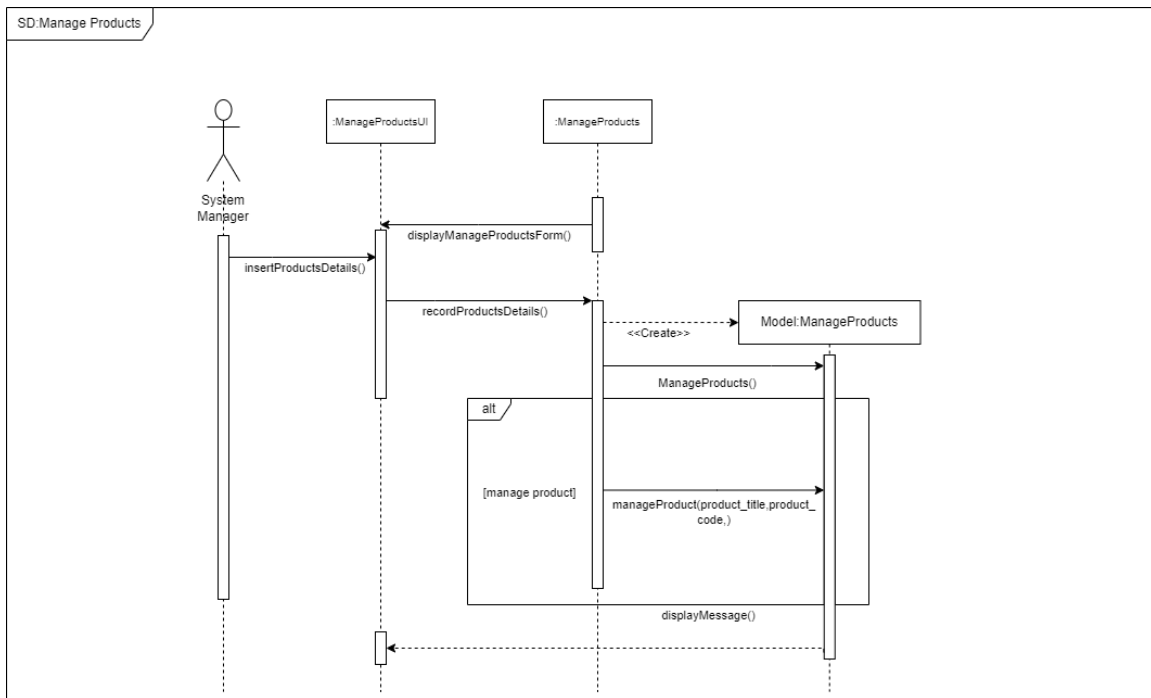 SD:Manage Products
:ManageProductsUI
:ManageProducts
System
Manager
displayManageProductsForm()
insertProductsDetails()
recordProductsDetails()
Model:ManageProducts
<<Create>>
ManageProducts()
alt
[manage product]
manageProduct(product_title,product_
code,)
displayMessage()